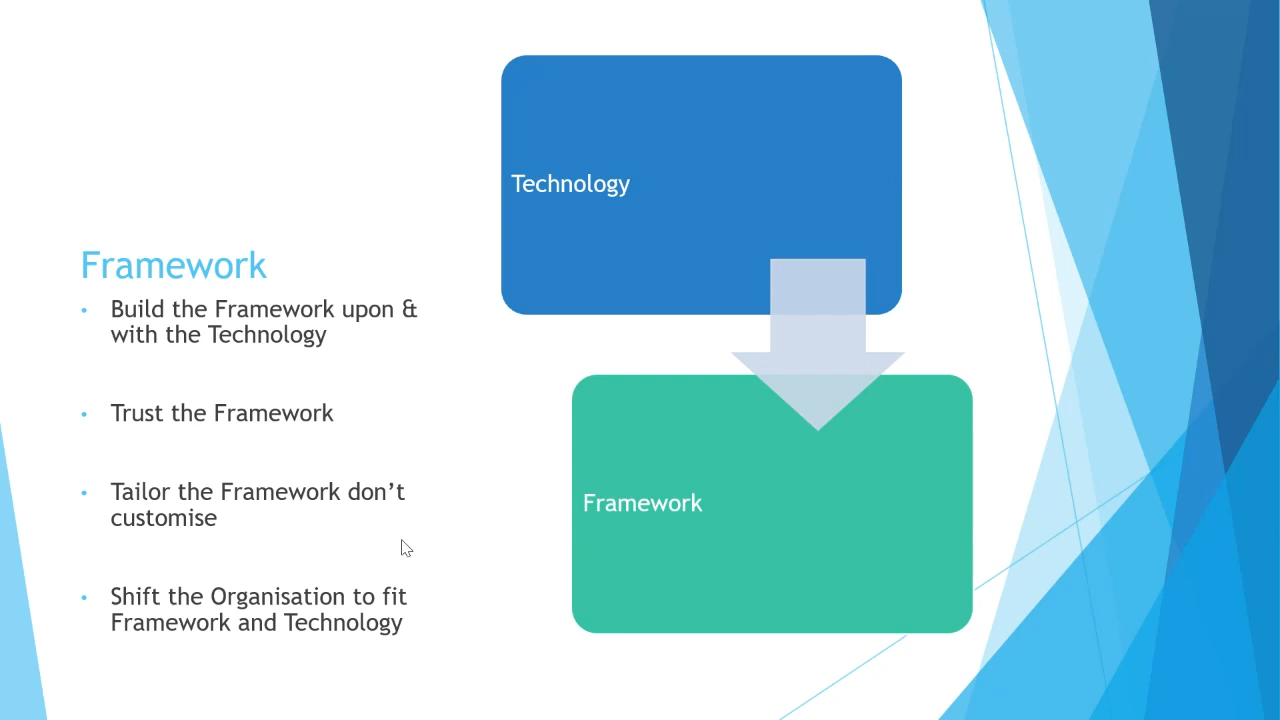 Framework
• Build the Framework upon &
with the Technology
• Trust the Framework
• Tailor the Framework don’t
customise
• Shift the Organisation to fit
Framework and Technology
Technology
Framework